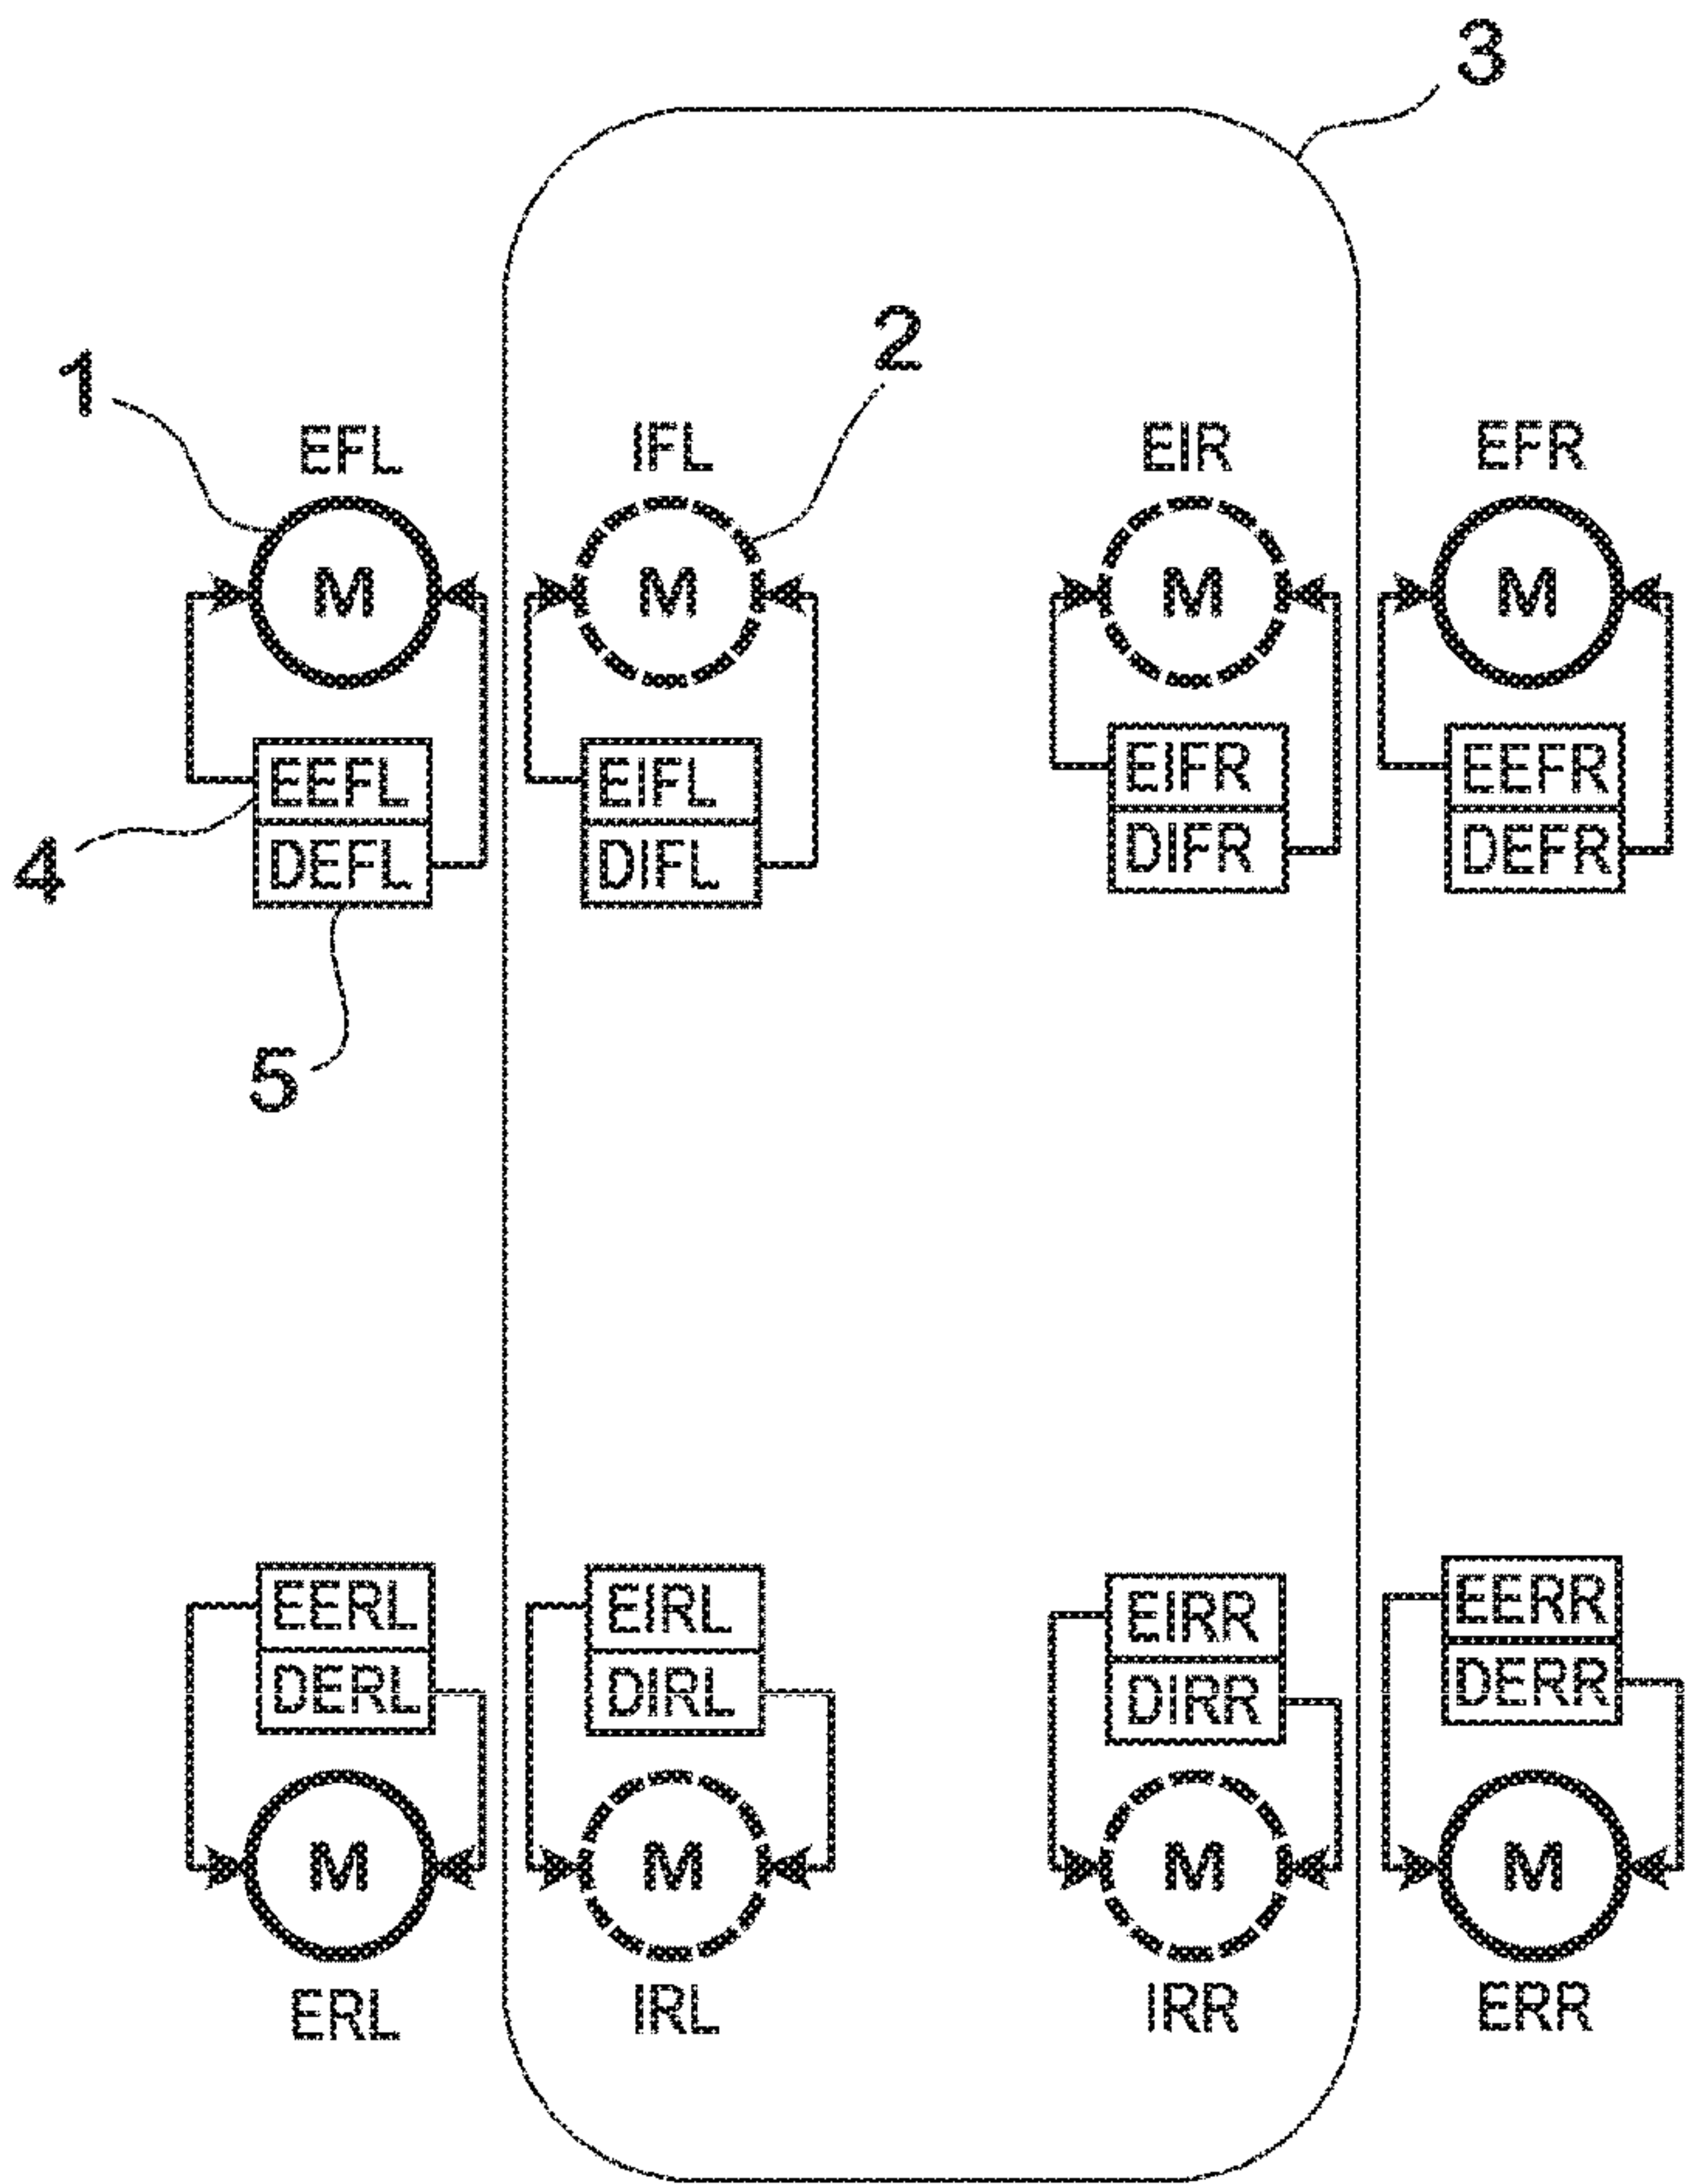 3
2
1
EFL IFL EIR EFR
M M M M
EEFL EIFL EIFR EEFR
DEFL DIFL DIFR DEFR
4
5
EERL EIRL EIRR EERR
DERL DIRL DIRR DERR
M M M M
ERL IRL IRR ERR